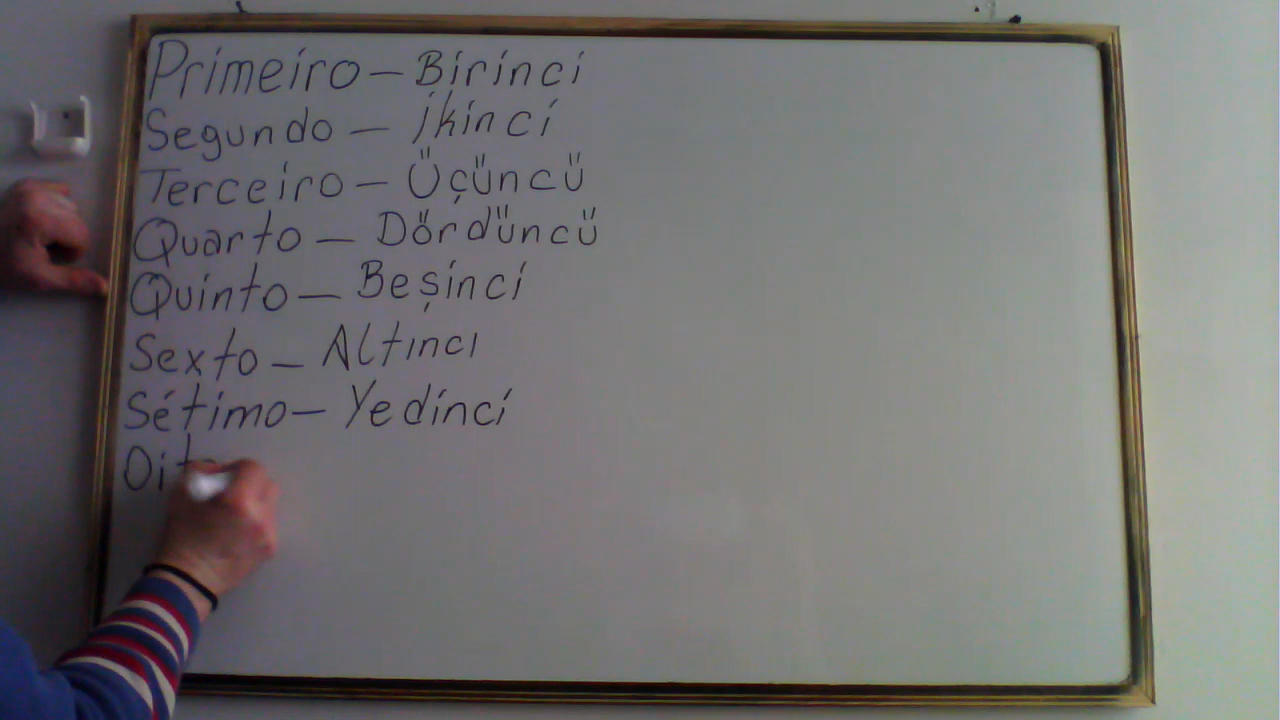 Primeiro – Birinci
Segundo – İkinci
Terceiro – Üçüncü
Quarto – Dördüncü
Quinto – Beşinci
Sexto – Altıncı
Sétimo – Yedinci